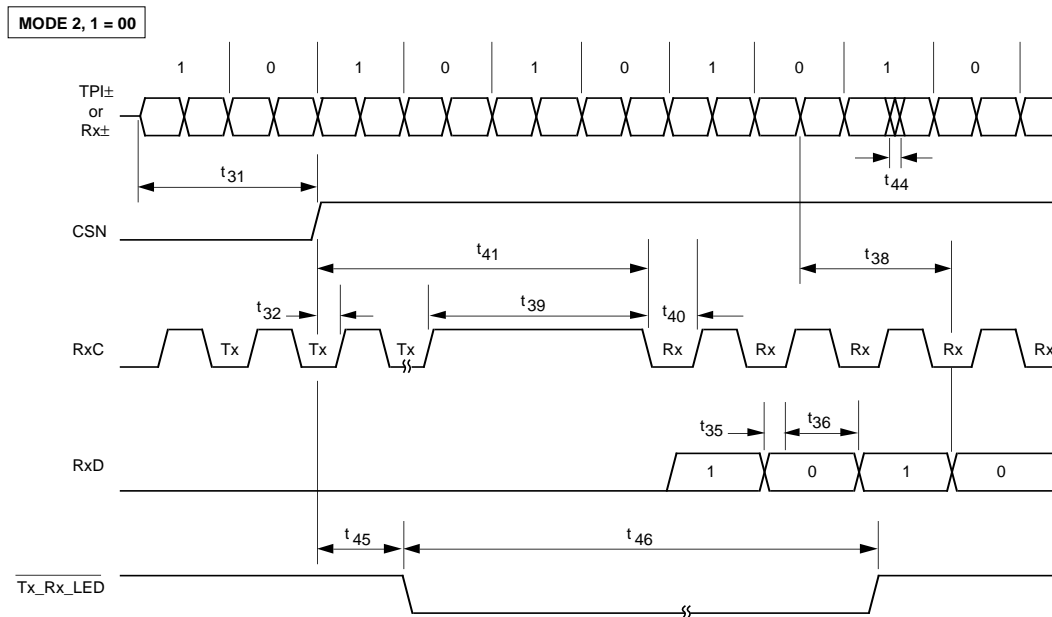 MODE 2, 1 = 00
1 0 1 0 1 0 1 0 1 0
TPI±
or
Rx±
t31
t44
CSN
t41
t38
t32
t39
t40
RxC
Tx Tx Tx Rx Rx Rx Rx Rx
t35
t36
RxD
1 0 1 0
t45
t46
Tx_Rx_LED